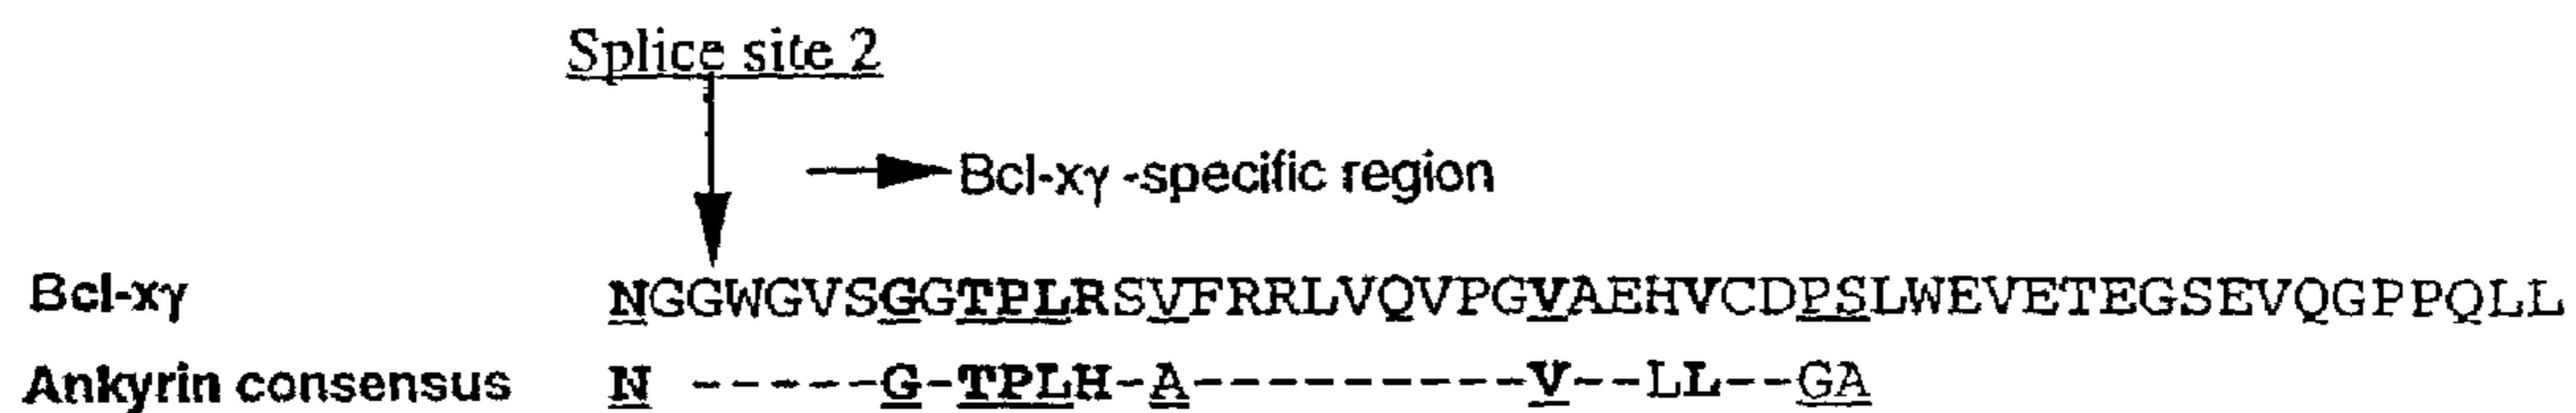 Splice site 2
Bcl-xγ -specific region
Bcl-xγ NGGWGVSGGTPLRSVFRRLVQVPGVAEHVCDPSLWEVETEGSEVQGPPQLL
Ankyrin consensus N -----G-TPLH-A---------V--LL--GA